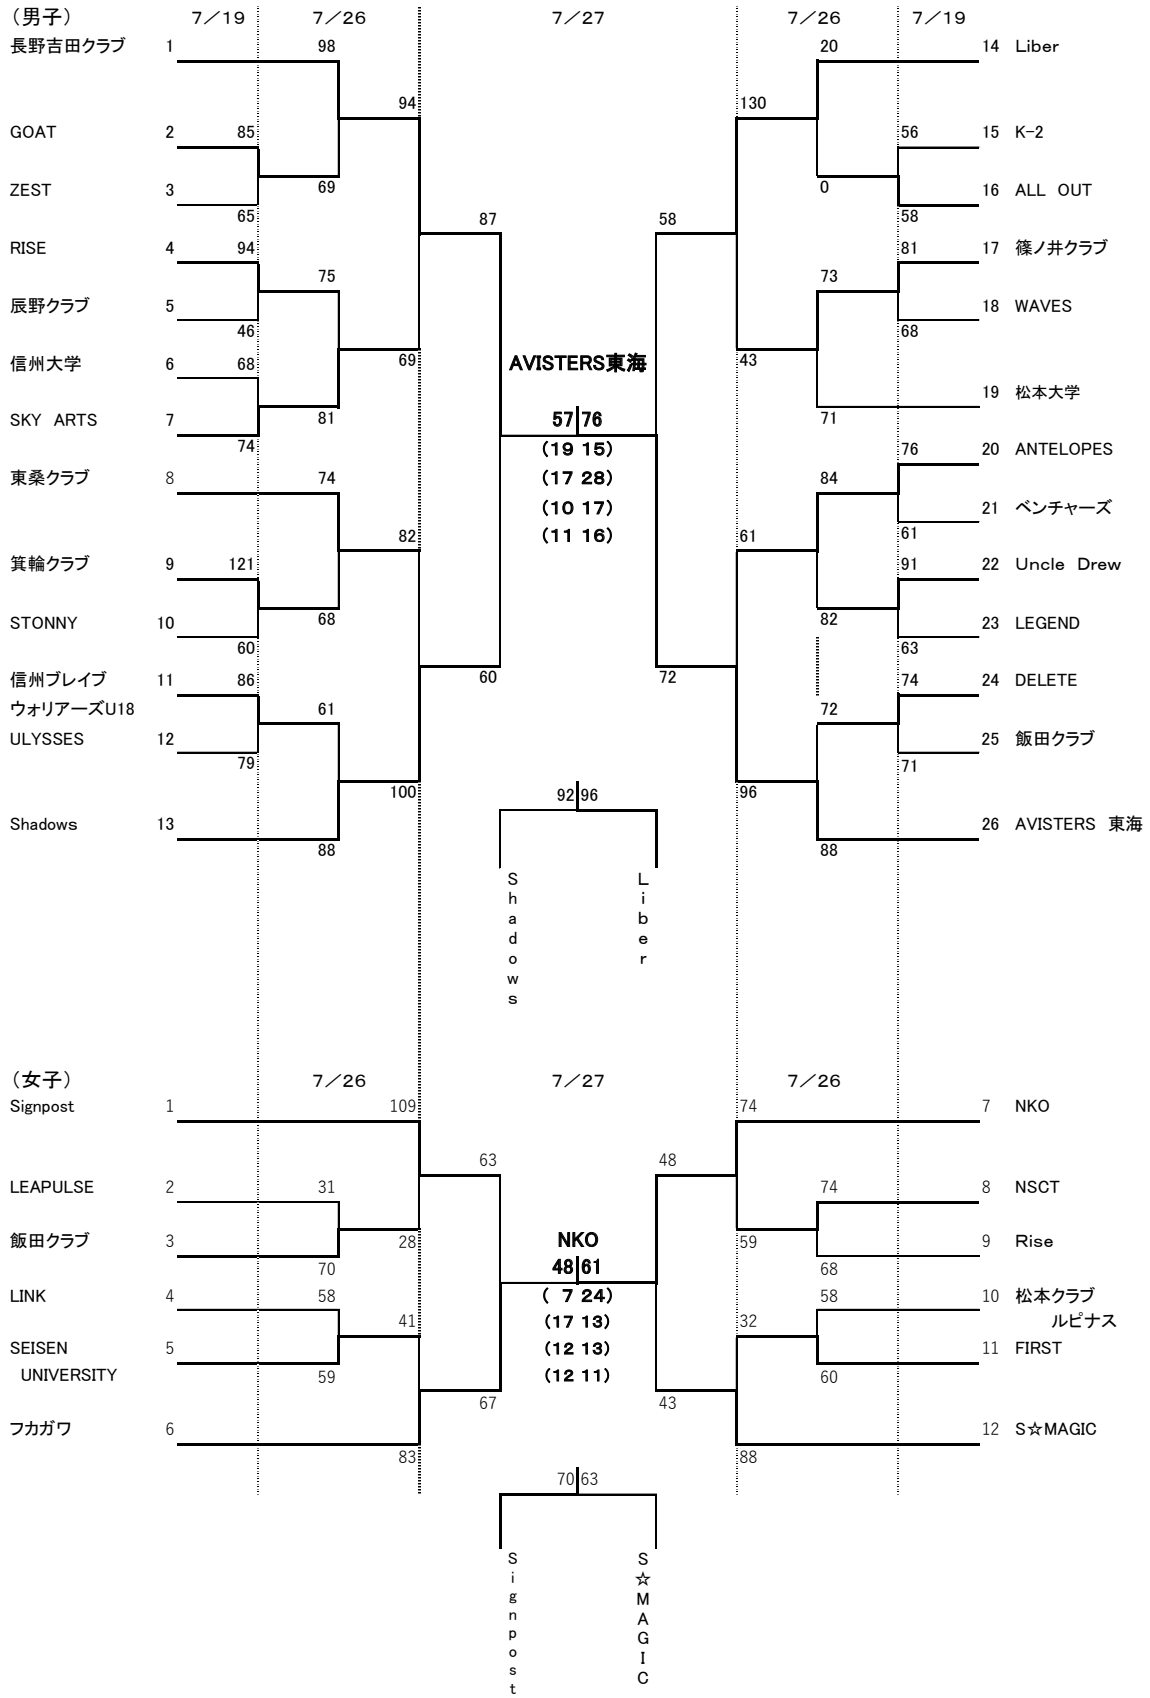 （男子） 7／19 7／26 7／27 7／26 7／19
長野吉田クラブ 1 98 20 14 Liber
94 130
GOAT 2 85 56 15 K-2
ZEST 3 69 0 16 ALL OUT
65 87 58 58
RISE 4 94 81 17 篠ノ井クラブ
75 73
辰野クラブ 5 18 WAVES
46 68
信州大学 6 68 69 AVISTERS東海 43
19 松本大学
SKY ARTS 7 81 57 76 71
74 (19 15) 76 20 ANTELOPES
東桑クラブ 8 74 (17 28) 84
(10 17) 21 ベンチャーズ
82 (11 16) 61 61
箕輪クラブ 9 121 91 22 Uncle Drew
STONNY 10 68 82 23 LEGEND
60 63
信州ブレイブ 11 86 60 72 74 24 DELETE
ウォリアーズU18 61 72
ULYSSES 12 25 飯田クラブ
79 71
100 92 96 96
Shadows 13 26 AVISTERS 東海
88 88
Shadows
Liber
（女子） 7／26 7／27 7／26
Signpost 1 109 74 7 NKO
63 48
LEAPULSE 2 31 74 8 NSCT
飯田クラブ 3 28 NKO 59 9 Rise
70 48 61 68
LINK 4 58 ( 7 24) 58 10 松本クラブ
41 (17 13) 32 ルピナス
SEISEN 5 (12 13) 11 FIRST
UNIVERSITY 59 (12 11) 60
67 43
フカガワ 6 12 S☆MAGIC
83 88
70 63
Signpost
S☆MAGIC